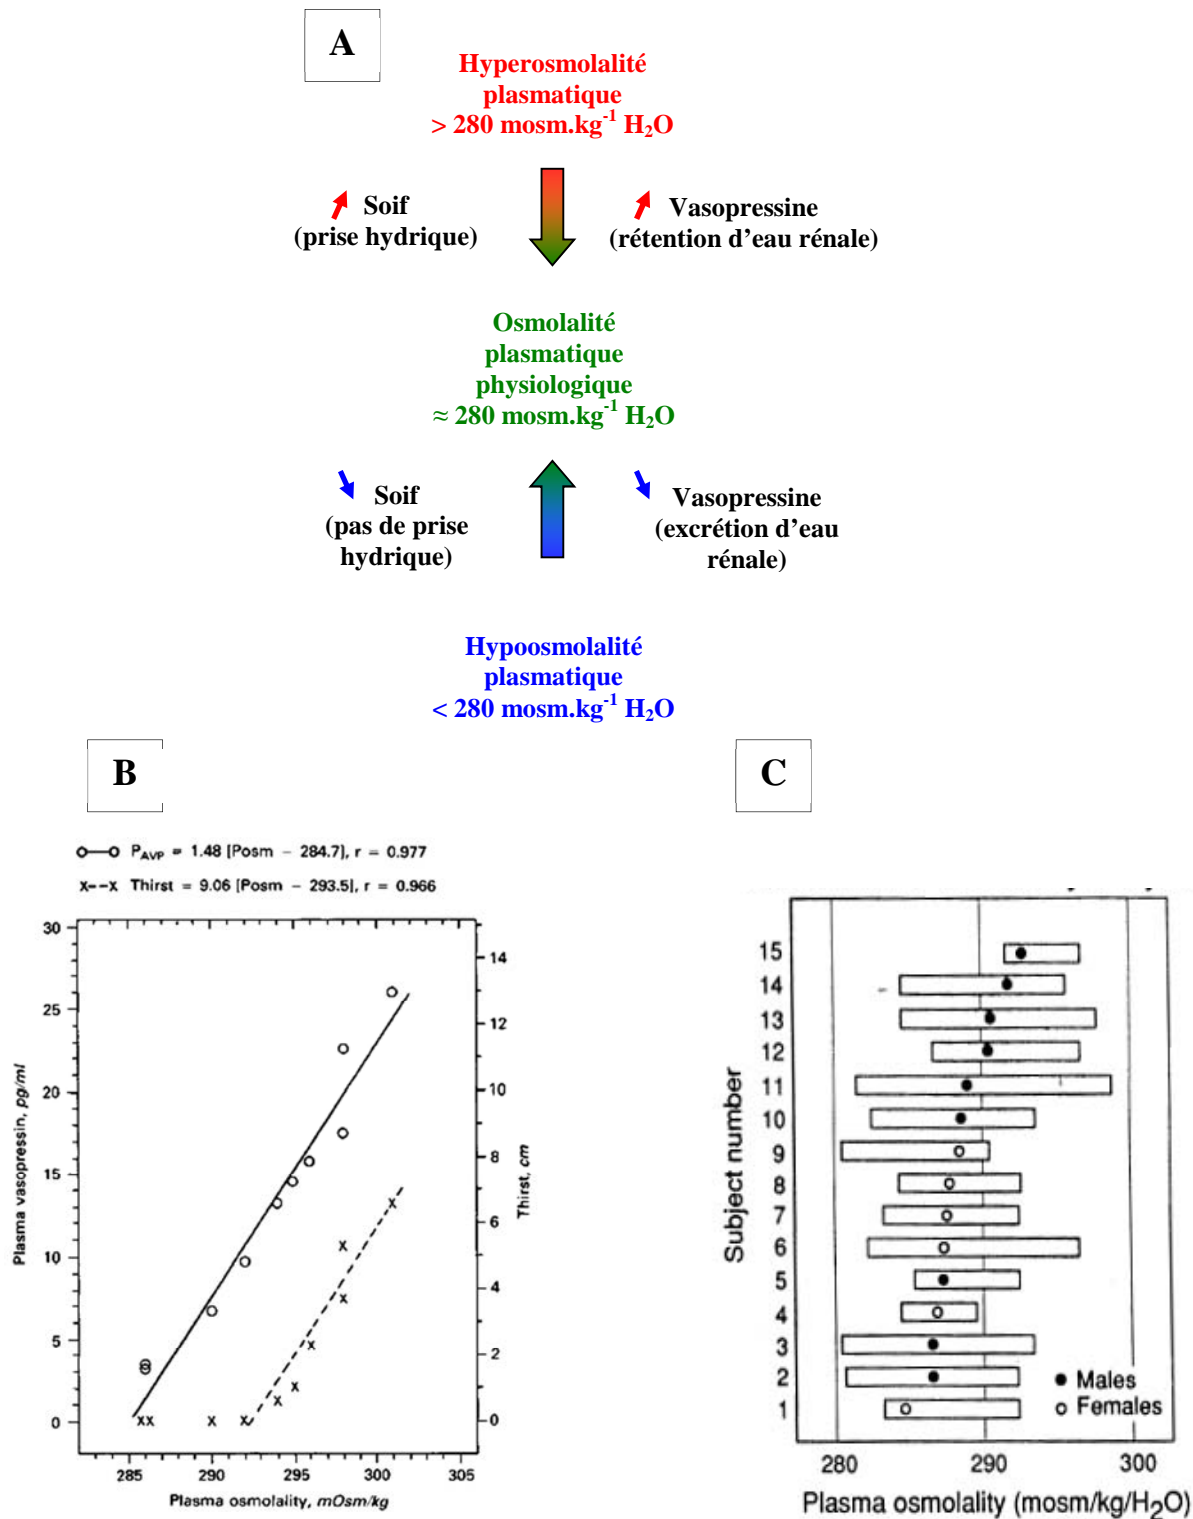 A
Hyperosmolalité
plasmatique
> 280 mosm.kg-1 H2O
Soif
(prise hydrique)
Vasopressine
(rétention d’eau rénale)
Osmolalité
plasmatique
physiologique
≈ 280 mosm.kg-1 H2O
Soif
(pas de prise
hydrique)
Vasopressine
(excrétion d’eau
rénale)
Hypoosmolalité
plasmatique
< 280 mosm.kg-1 H2O
B
C
o—o PAVP = 1.48 [Posm – 284.7], r = 0.977
x--x Thirst = 9.06 [Posm – 293.5], r = 0.966
30
25
20
15
10
5
0
Plasma vasopressin, pg/ml
14
12
10
8
6
4
2
0
Thirst, cm
285 290 295 300 305
Plasma osmolality, mOsm/kg
Subject number
15
14
13
12
11
10
9
8
7
6
5
4
3
2
1
● Males
o Females
280 290 300
Plasma osmolality (mosm/kg/H2O)